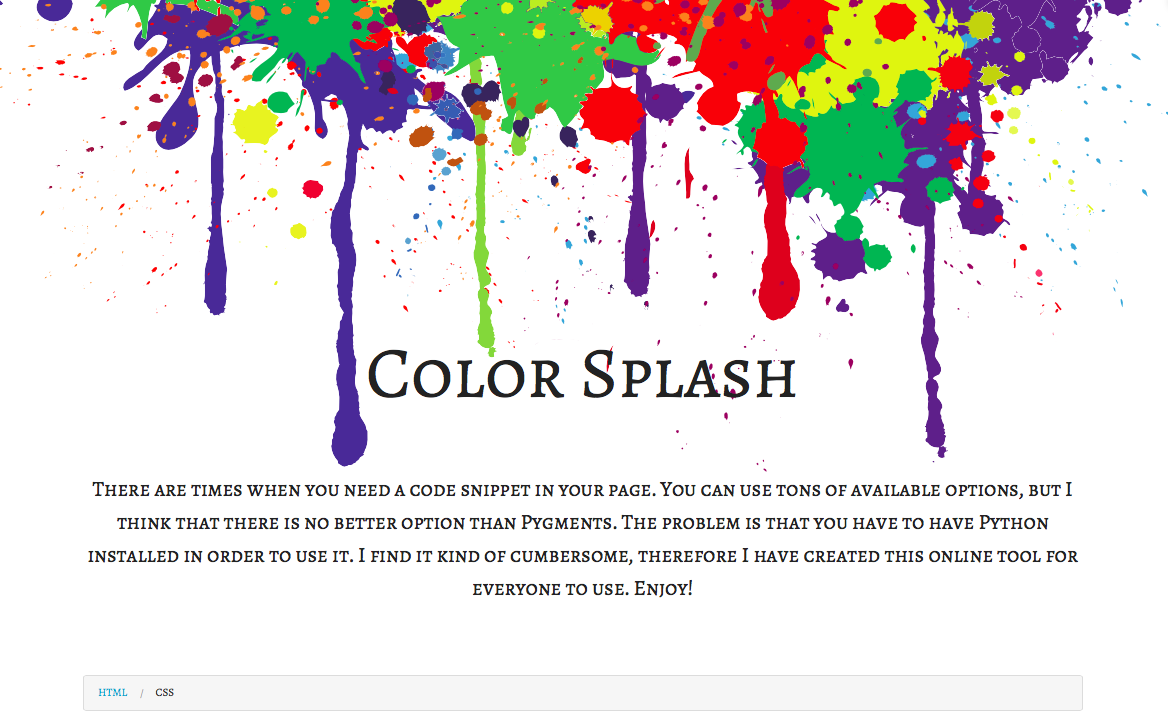 Color Splash
There are times when you need a code snippet in your page. You can use tons of available options, but I
think that there is no better option than Pygments. The problem is that you have to have Python
installed in order to use it. I find it kind of cumbersome, therefore I have created this online tool for
everyone to use. Enjoy!
HTML / CSS